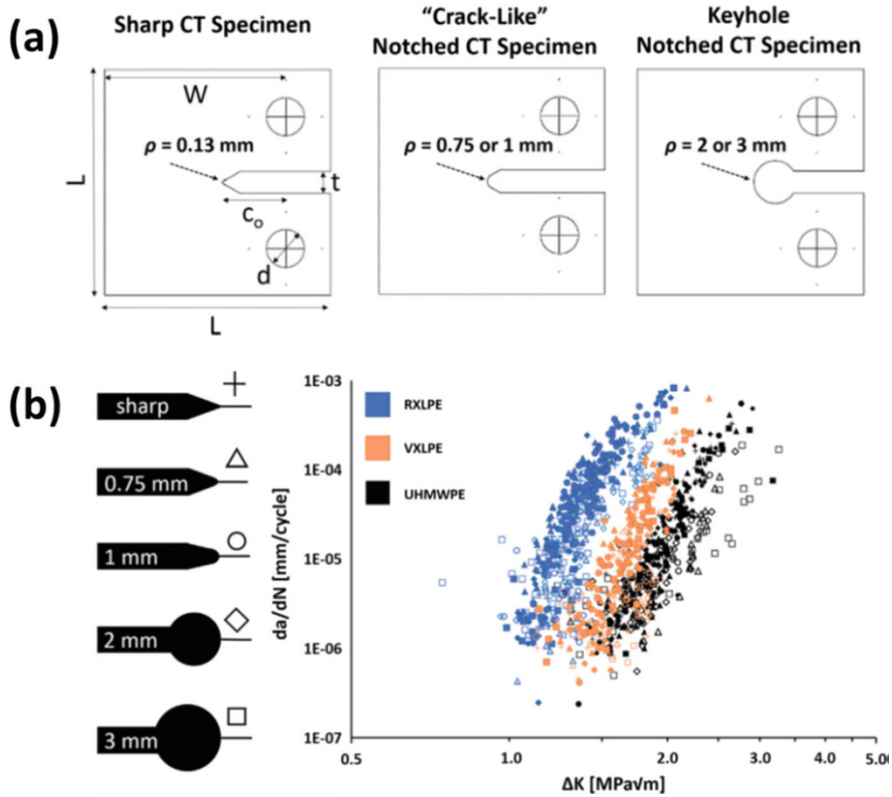 (a)
Sharp CT Specimen
“Crack-Like”
Notched CT Specimen
Keyhole
Notched CT Specimen
W
L
ρ = 0.13 mm
t
co
d
L
ρ = 0.75 or 1 mm
ρ = 2 or 3 mm
(b)
sharp
0.75 mm
1 mm
2 mm
3 mm
da/dN [mm/cycle]
1E-03
1E-04
1E-05
1E-06
1E-07
RXLPE
VXLPE
UHMWPE
0.5
1.0
2.0
3.0
4.0
5.00
ΔK [MPa√m]